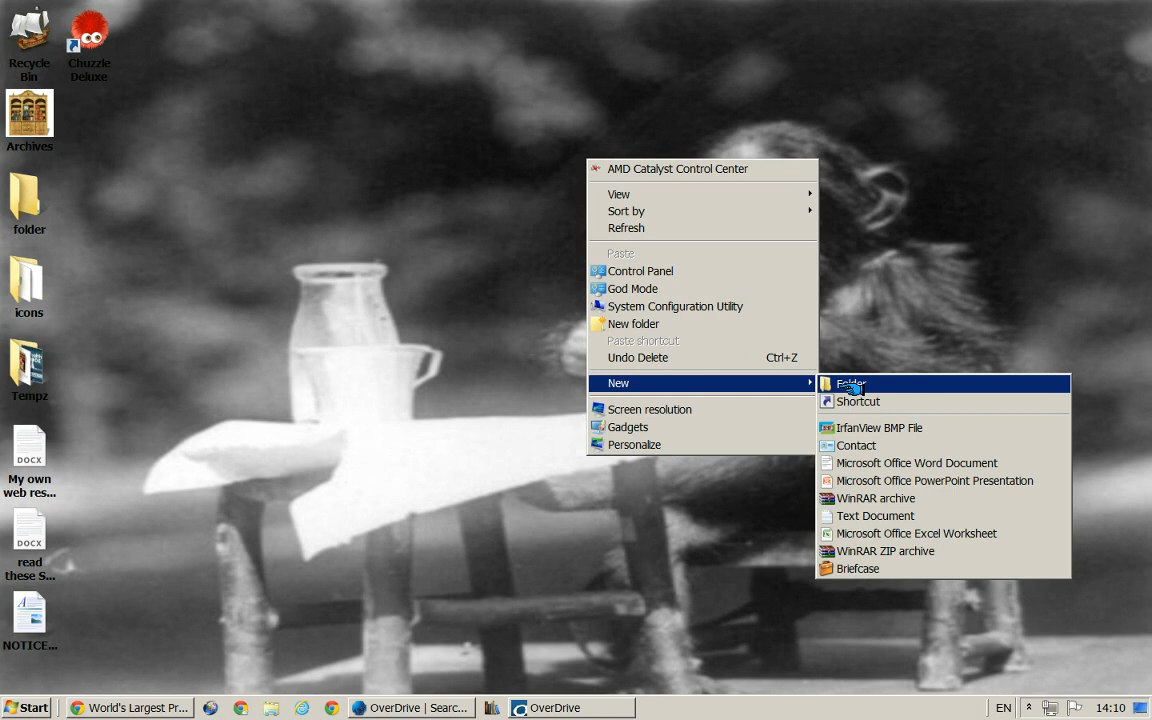 Recycle
Bin
Chuzzle
Deluxe
Archives
folder
icons
Tempz
DOCX
My own
web res...
DOCX
read
these S...
NOTICE...
AMD Catalyst Control Center
View
Sort by
Refresh
Paste
Control Panel
God Mode
System Configuration Utility
New folder
Paste shortcut
Undo Delete Ctrl+Z
New
Screen resolution
Gadgets
Personalize
Folder
Shortcut
IrfanView BMP File
Contact
Microsoft Office Word Document
Microsoft Office PowerPoint Presentation
WinRAR archive
Text Document
Microsoft Office Excel Worksheet
WinRAR ZIP archive
Briefcase
Start World's Largest Pr... OverDrive | Searc... OverDrive EN 14:10